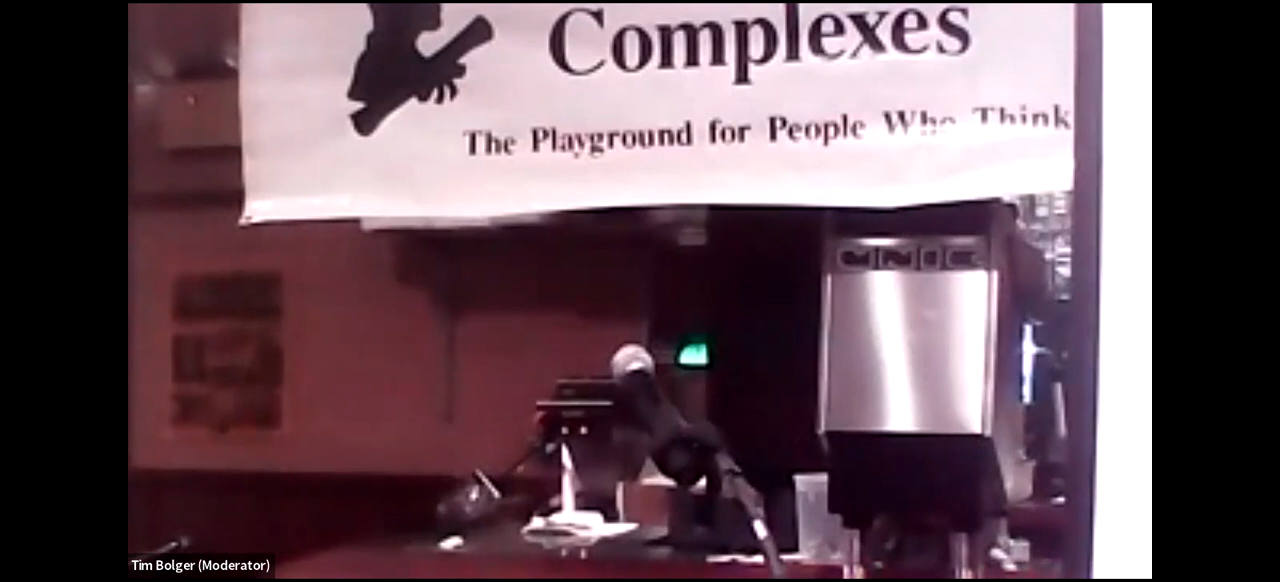 Complexes
The Playground for People Who Think
Tim Bolger (Moderator)